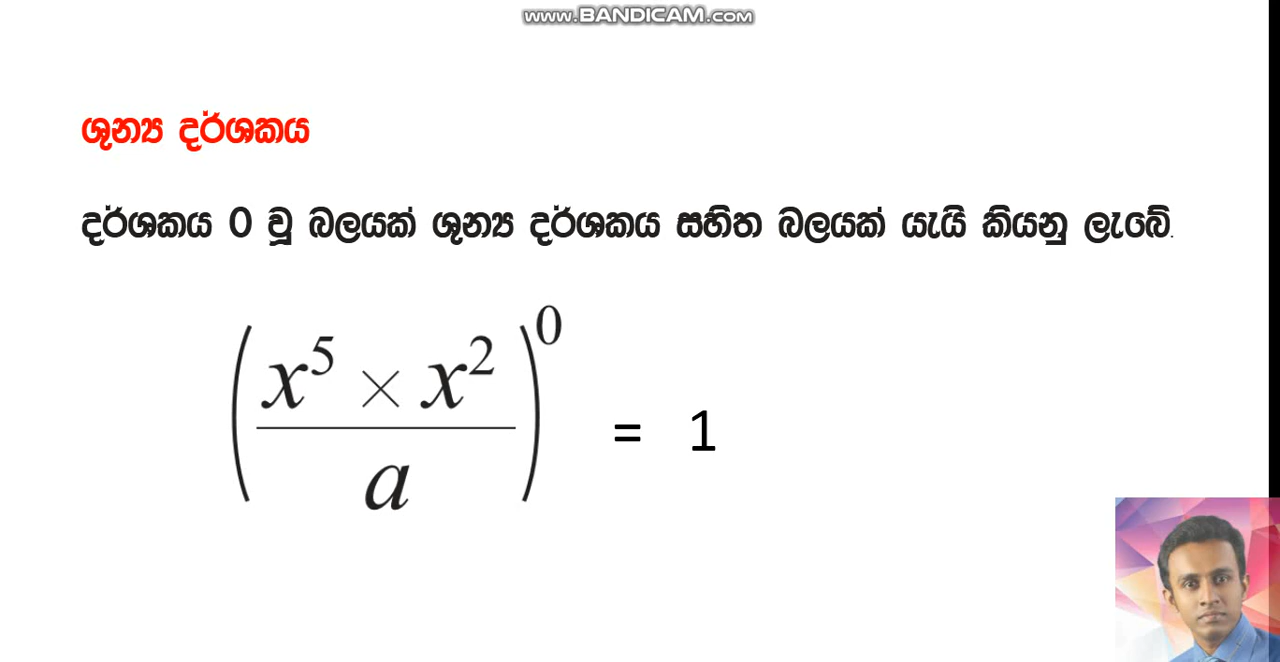 www.BANDICAM.com
ශුන්‍ය දර්ශකය
දර්ශකය 0 වූ බලයක් ශුන්‍ය දර්ශකය සහිත බලයක් යැයි කියනු ලැබේ.
(x⁵ × x² / a)⁰ = 1